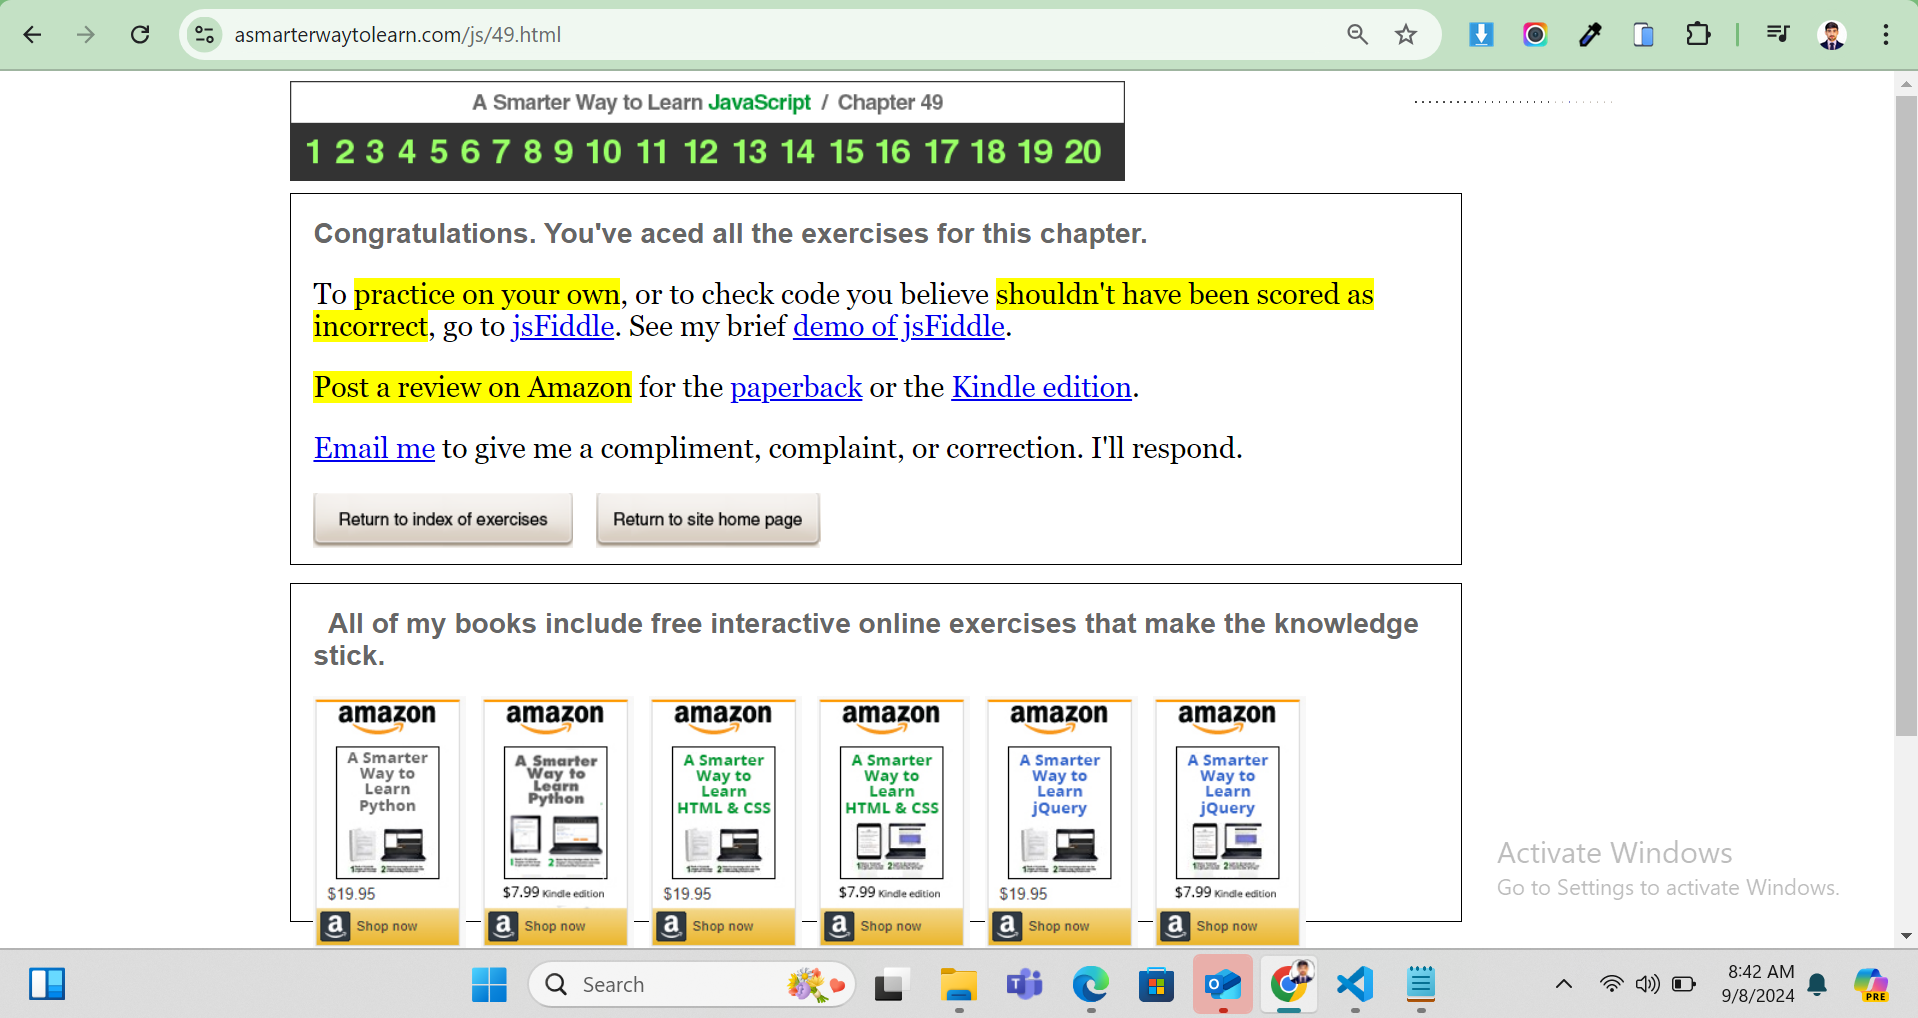 asmarterwaytolearn.com/js/49.html
A Smarter Way to Learn JavaScript / Chapter 49
1 2 3 4 5 6 7 8 9 10 11 12 13 14 15 16 17 18 19 20
Congratulations. You've aced all the exercises for this chapter.
To practice on your own, or to check code you believe shouldn't have been scored as
incorrect, go to jsFiddle. See my brief demo of jsFiddle.
Post a review on Amazon for the paperback or the Kindle edition.
Email me to give me a compliment, complaint, or correction. I'll respond.
Return to index of exercises
Return to site home page
All of my books include free interactive online exercises that make the knowledge
stick.
amazon
A Smarter
Way to
Learn
Python
$19.95
a Shop now
amazon
A Smarter
Way to
Learn
Python
1 2
$7.99 Kindle edition
a Shop now
amazon
A Smarter
Way to
Learn
HTML & CSS
$19.95
a Shop now
amazon
A Smarter
Way to
Learn
HTML & CSS
$7.99 Kindle edition
a Shop now
amazon
A Smarter
Way to
Learn
jQuery
$19.95
a Shop now
amazon
A Smarter
Way to
Learn
jQuery
$7.99 Kindle edition
a Shop now
Activate Windows
Go to Settings to activate Windows.
Search
8:42 AM
9/8/2024
PRE